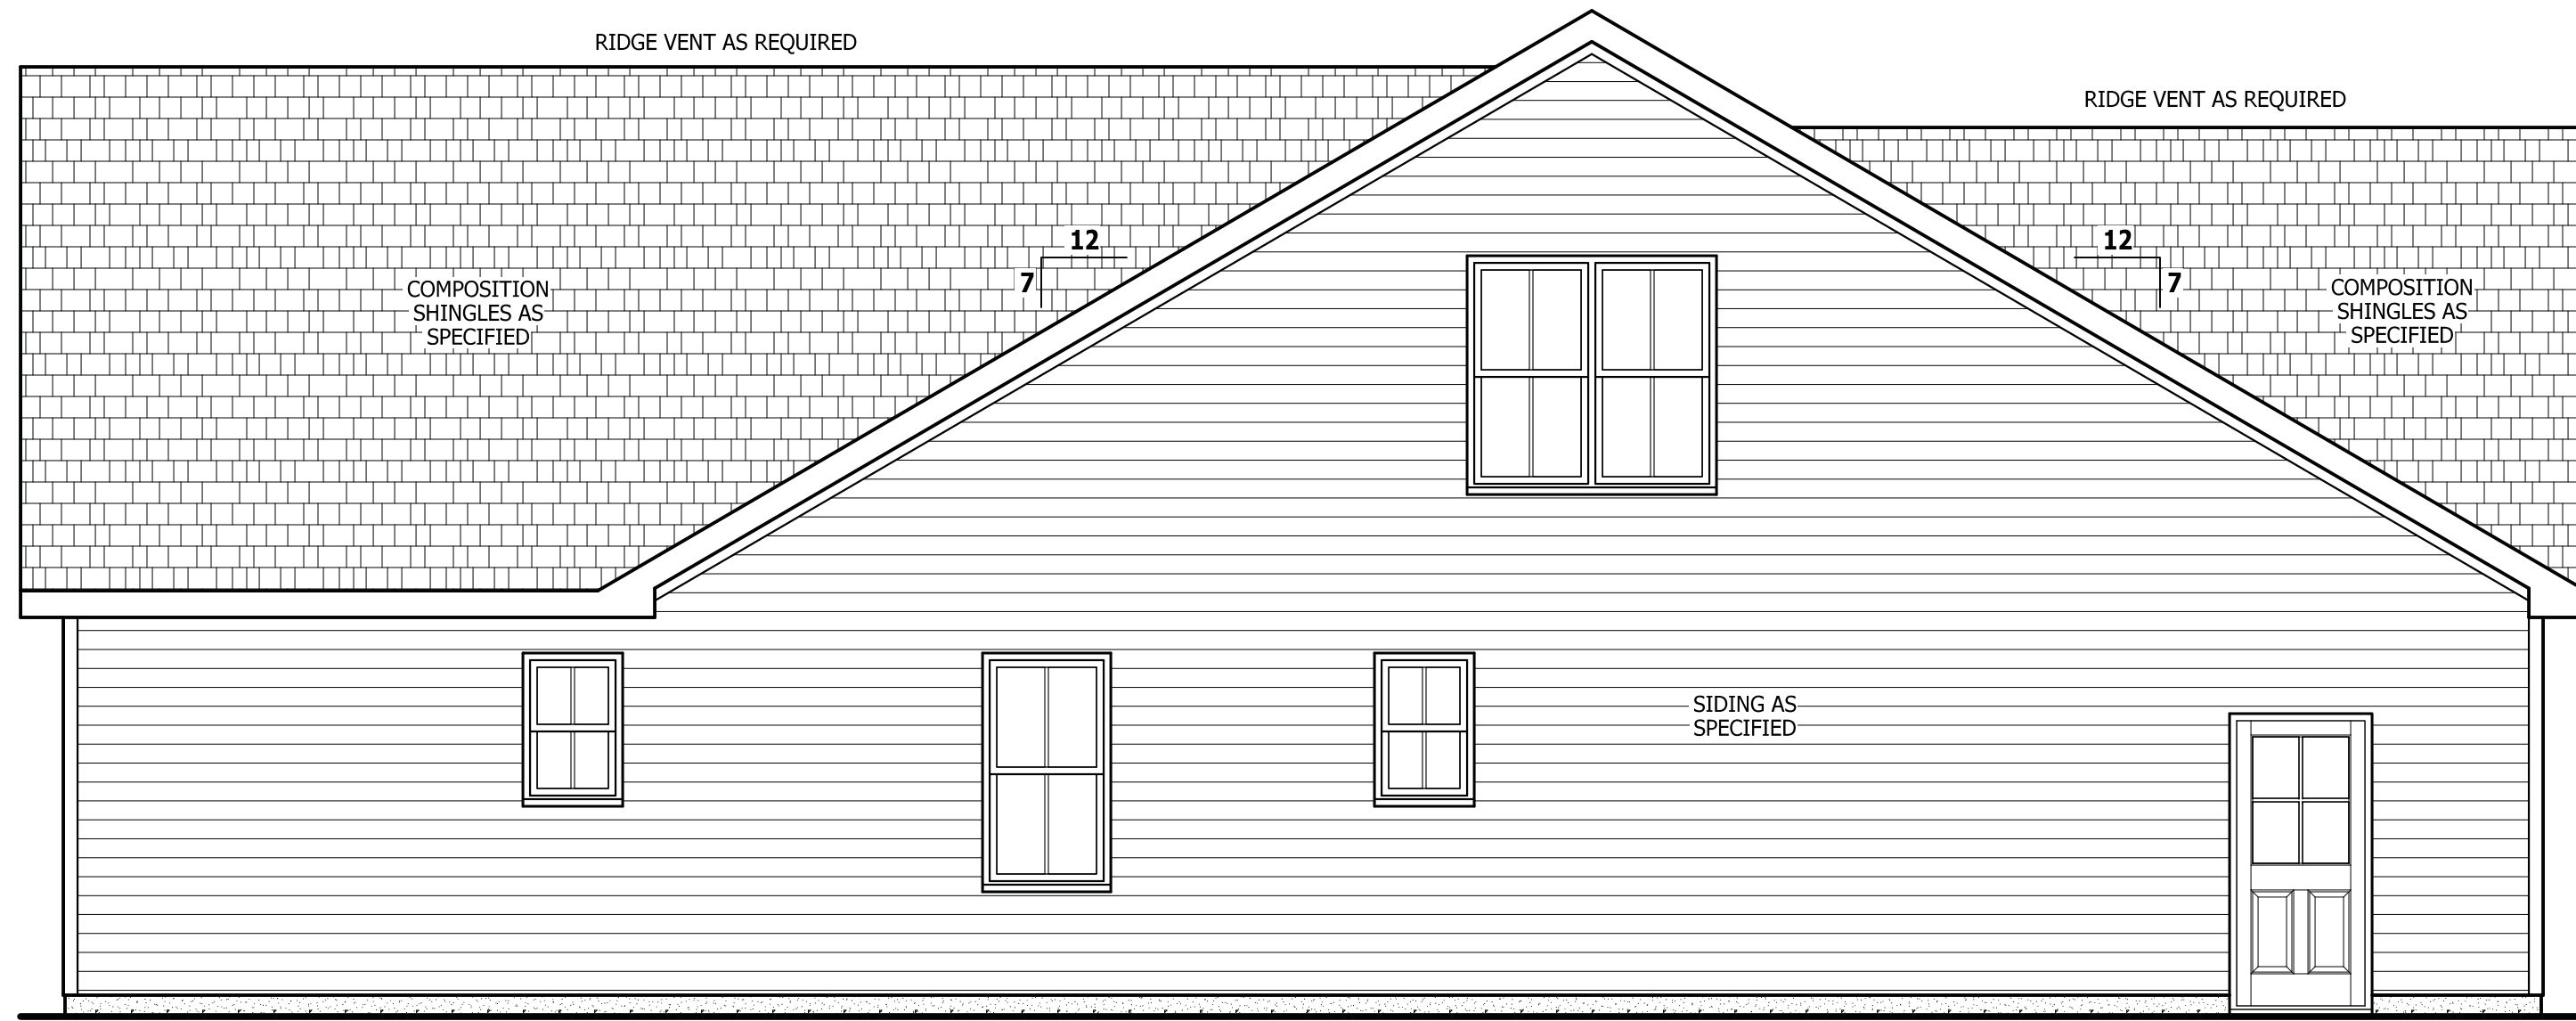 RIDGE VENT AS REQUIRED
RIDGE VENT AS REQUIRED
12
7
12
7
COMPOSITION
SHINGLES AS
SPECIFIED
COMPOSITION
SHINGLES AS
SPECIFIED
SIDING AS
SPECIFIED